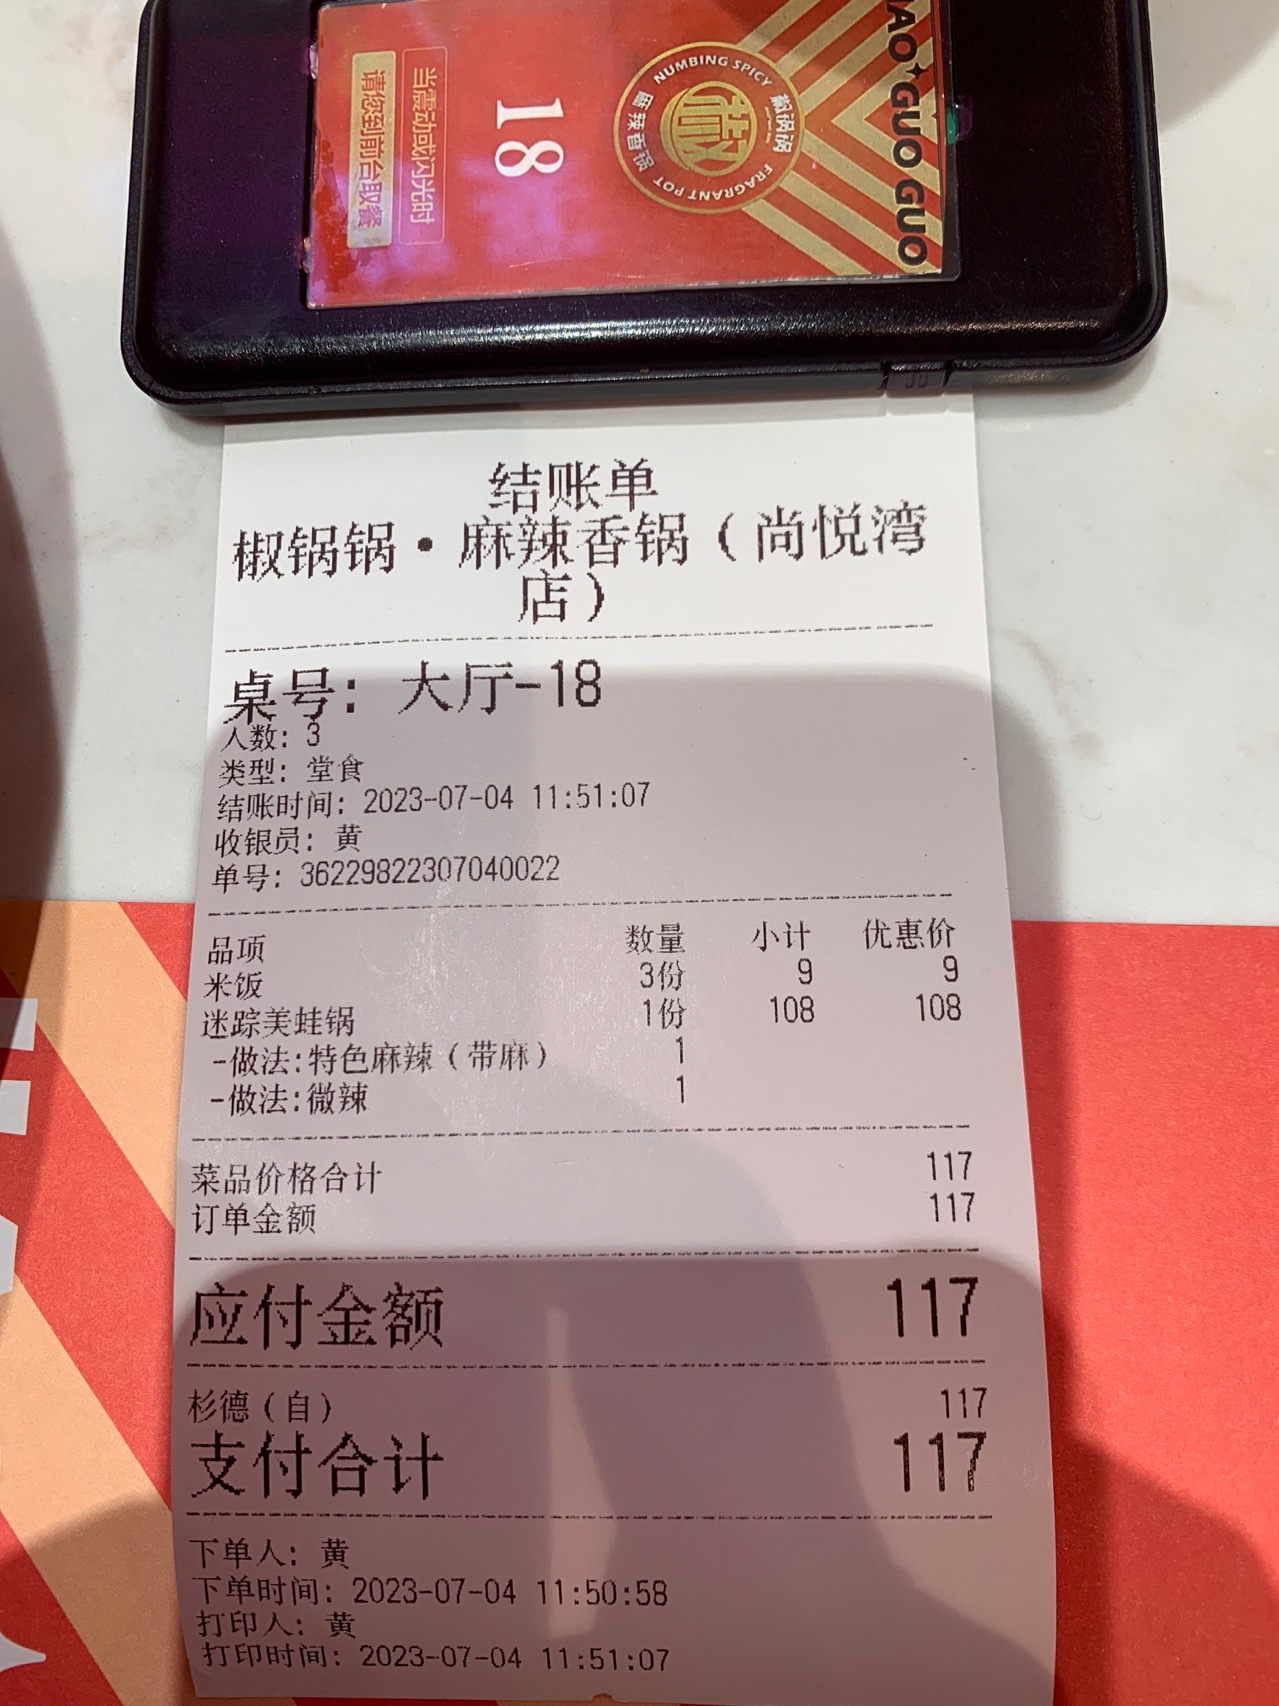 JIAO✦GUO GUO
NUMBING SPICY
椒锅锅
FRAGRANT POT
麻辣香锅
椒
18
当震动或闪光时
请您到前台取餐
结账单
椒锅锅·麻辣香锅(尚悦湾
店)
桌号: 大厅-18
人数: 3
类型: 堂食
结账时间: 2023-07-04 11:51:07
收银员: 黄
单号: 36229822307040022
品项 数量 小计 优惠价
米饭 3份 9 9
迷踪美蛙锅 1份 108 108
-做法:特色麻辣(带麻) 1
-做法:微辣 1
菜品价格合计 117
订单金额 117
应付金额 117
杉德(自) 117
支付合计 117
下单人: 黄
下单时间: 2023-07-04 11:50:58
打印人: 黄
打印时间: 2023-07-04 11:51:07